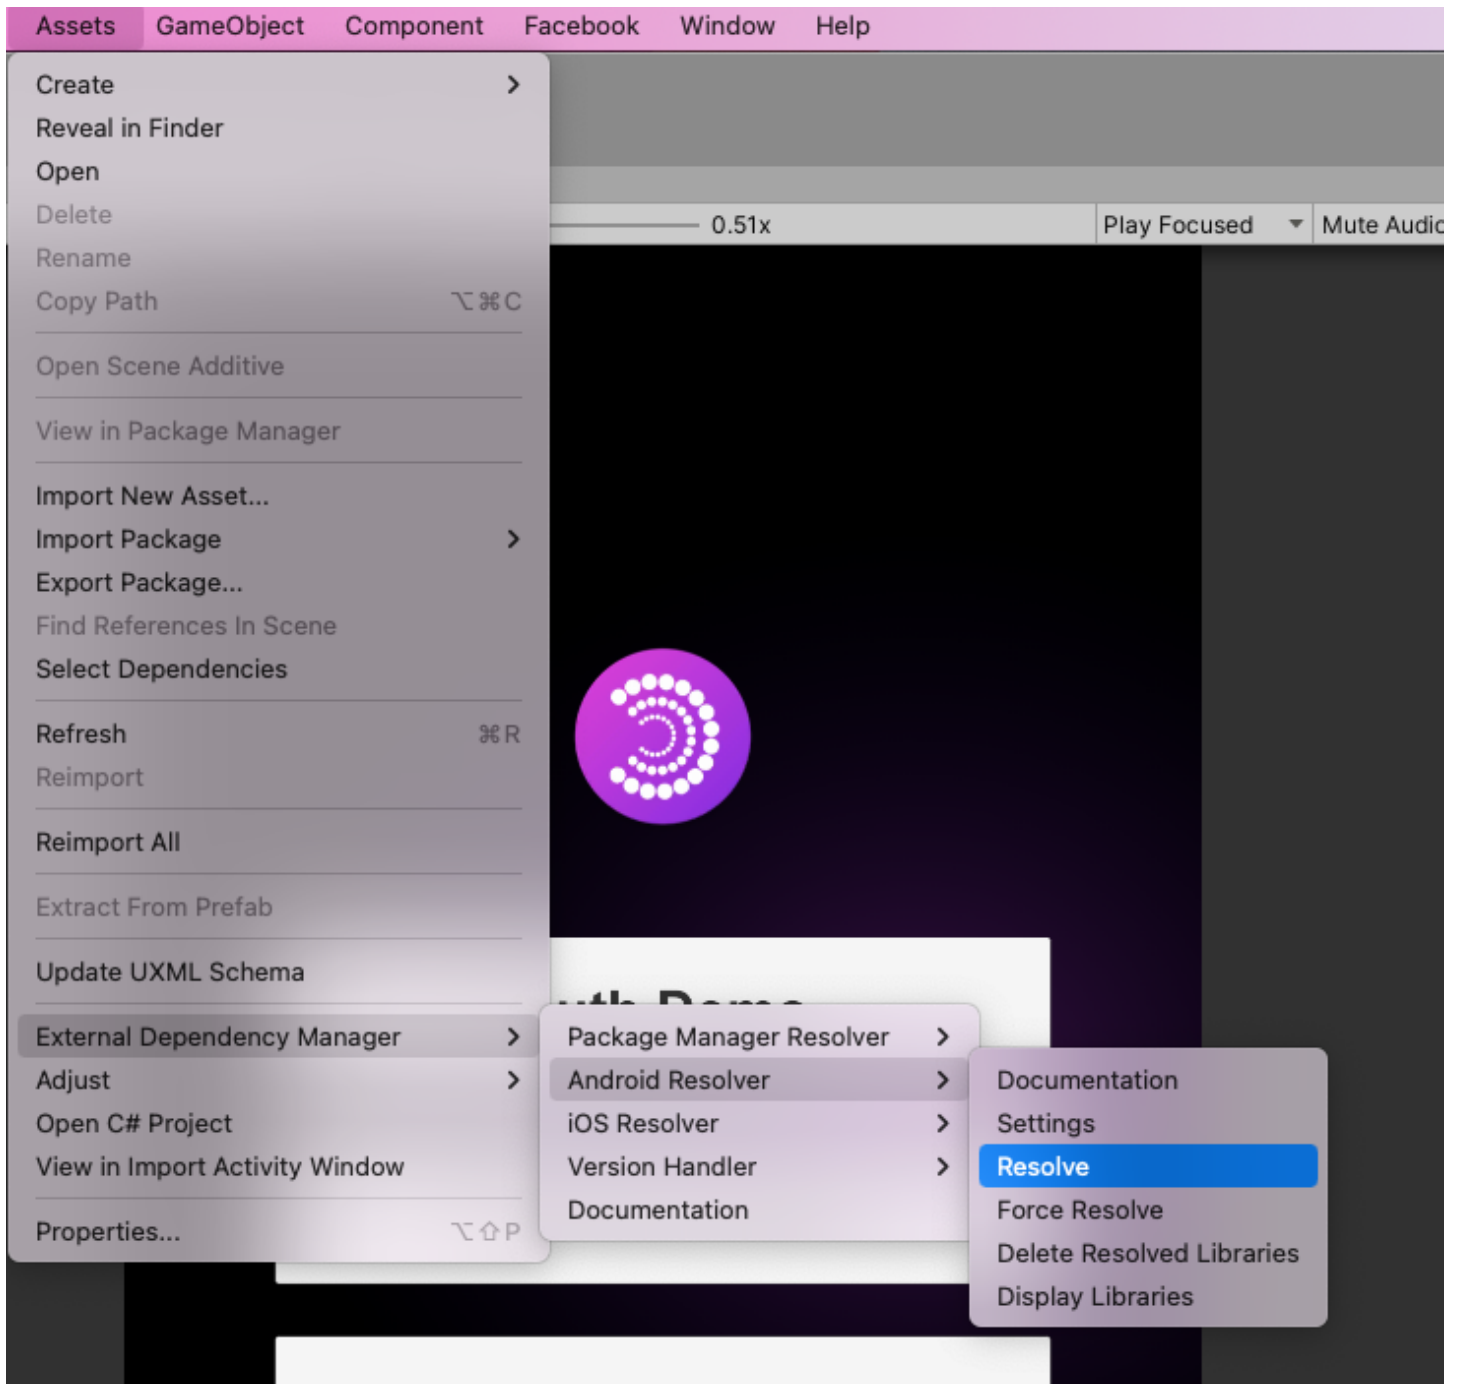 Assets GameObject Component Facebook Window Help
Create
Reveal in Finder
Open
Delete
Rename
Copy Path ⌥⌘C
Open Scene Additive
View in Package Manager
Import New Asset...
Import Package
Export Package...
Find References In Scene
Select Dependencies
Refresh ⌘R
Reimport
Reimport All
Extract From Prefab
Update UXML Schema
External Dependency Manager
Adjust
Open C# Project
View in Import Activity Window
Properties... ⌥⇧P
0.51x Play Focused Mute Audio
Package Manager Resolver
Android Resolver
iOS Resolver
Version Handler
Documentation
Documentation
Settings
Resolve
Force Resolve
Delete Resolved Libraries
Display Libraries